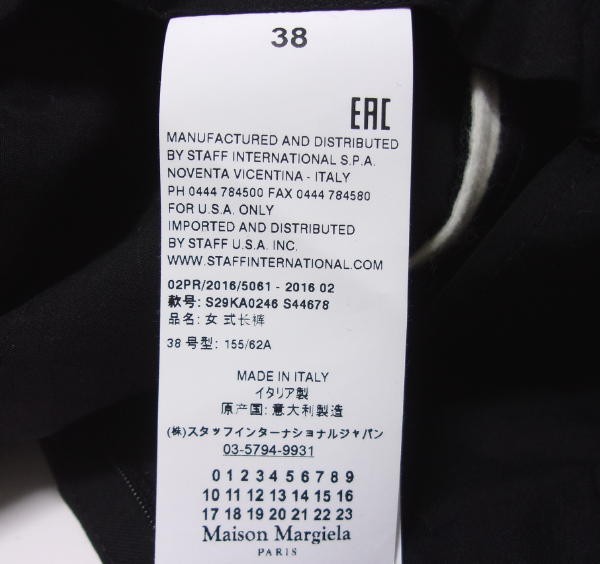 38
EAC
MANUFACTURED AND DISTRIBUTED
BY STAFF INTERNATIONAL S.P.A.
NOVENTA VICENTINA - ITALY
PH 0444 784500 FAX 0444 784580
FOR U.S.A. ONLY
IMPORTED AND DISTRIBUTED
BY STAFF U.S.A. INC.
WWW.STAFFINTERNATIONAL.COM
02PR/2016/5061 - 2016 02
款号: S29KA0246 S44678
品名: 女 式长裤
38 号型: 155/62A
MADE IN ITALY
イタリア製
原产国: 意大利製造
(株)スタッフインターナショナルジャパン
03-5794-9931
0 1 2 3 4 5 6 7 8 9
10 11 12 13 14 15 16
17 18 19 20 21 22 23
Maison Margiela
PARIS